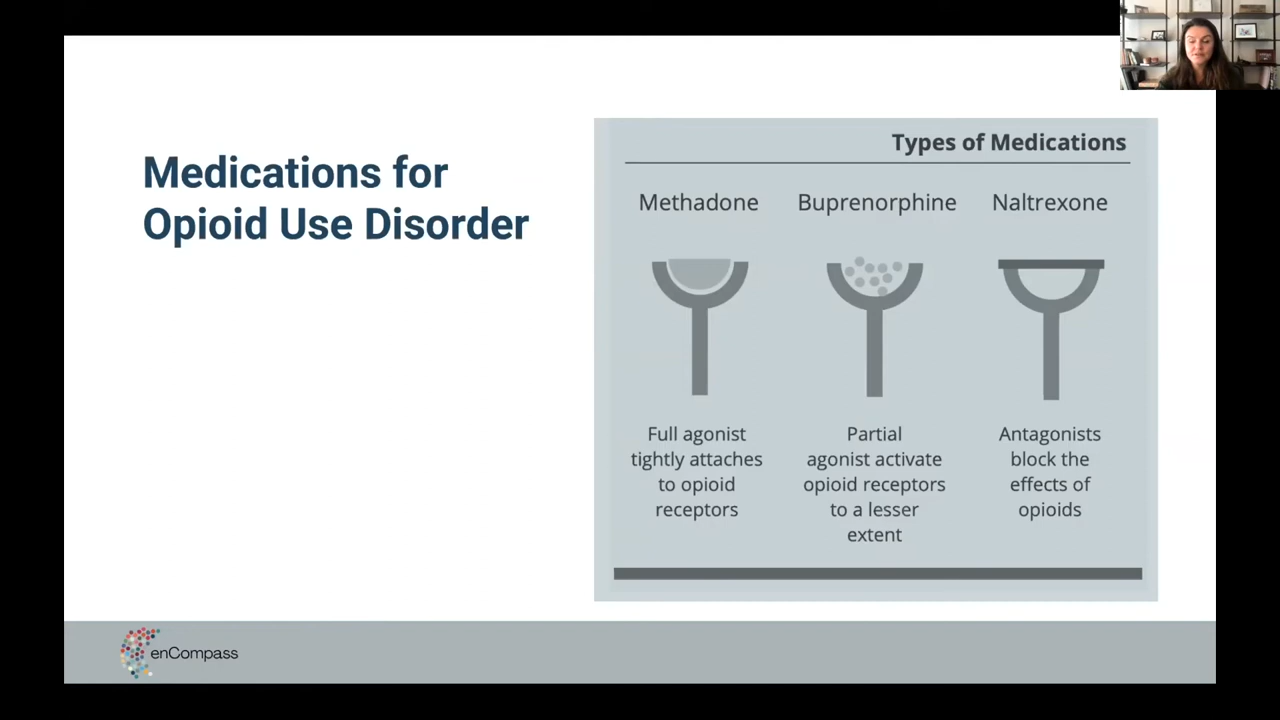 Medications for
Opioid Use Disorder
Types of Medications
Methadone
Buprenorphine
Naltrexone
Full agonist
tightly attaches
to opioid
receptors
Partial
agonist activate
opioid receptors
to a lesser
extent
Antagonists
block the
effects of
opioids
enCompass